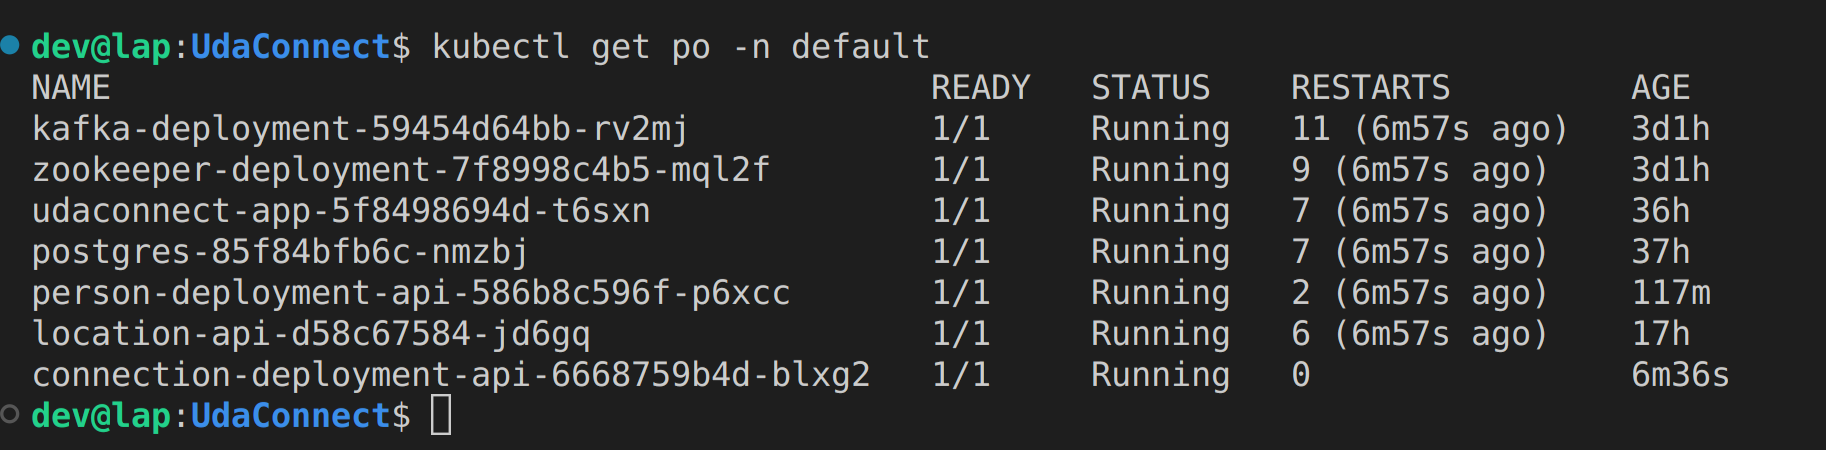 dev@lap:UdaConnect$ kubectl get po -n default
NAME                                         READY   STATUS    RESTARTS         AGE
kafka-deployment-59454d64bb-rv2mj            1/1     Running   11 (6m57s ago)   3d1h
zookeeper-deployment-7f8998c4b5-mql2f        1/1     Running   9 (6m57s ago)    3d1h
udaconnect-app-5f8498694d-t6sxn              1/1     Running   7 (6m57s ago)    36h
postgres-85f84bfb6c-nmzbj                    1/1     Running   7 (6m57s ago)    37h
person-deployment-api-586b8c596f-p6xcc       1/1     Running   2 (6m57s ago)    117m
location-api-d58c67584-jd6gq                 1/1     Running   6 (6m57s ago)    17h
connection-deployment-api-6668759b4d-blxg2   1/1     Running   0                6m36s
dev@lap:UdaConnect$